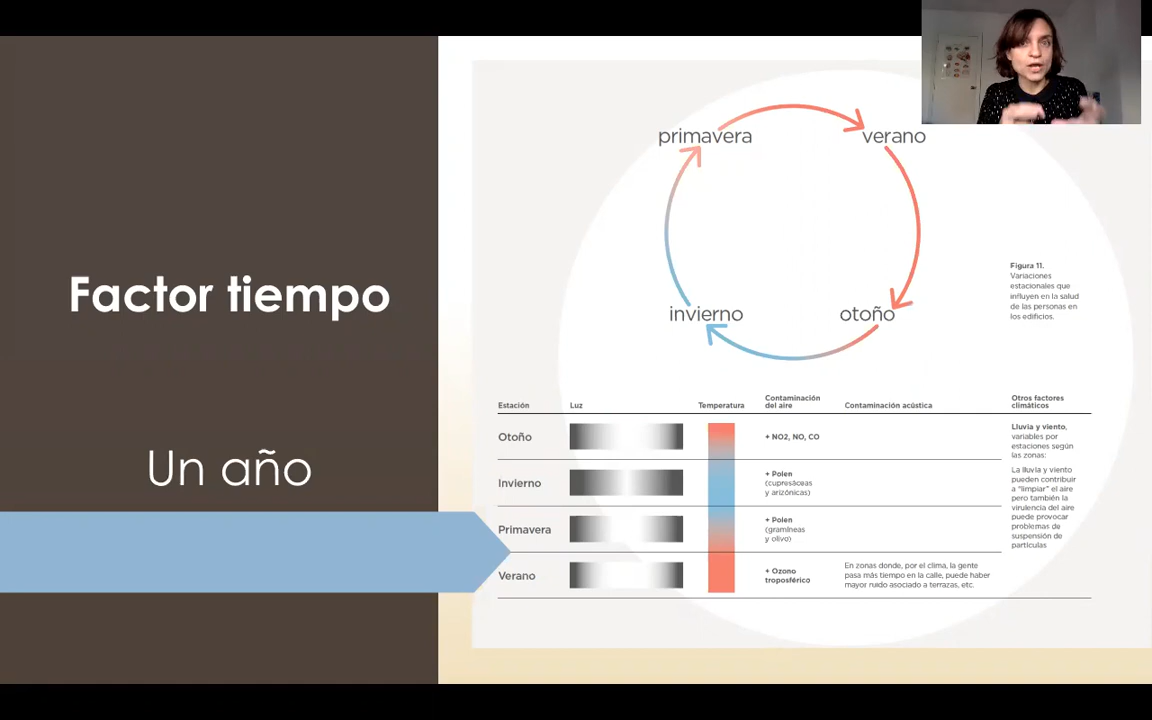 Factor tiempo
Un año
primavera
verano
invierno
otoño
Figura 11.
Variaciones
estacionales que
influyen en la salud
de las personas en
los edificios.
Estación
Luz
Temperatura
Contaminación
del aire
Contaminación acústica
Otros factores
climáticos
Otoño
+ NO2, NO, CO
Invierno
+ Polen
(cupresáceas
y arizónicas)
Primavera
+ Polen
(gramíneas
y olivo)
Verano
+ Ozono
troposférico
En zonas donde, por el clima, la gente
pasa más tiempo en la calle, puede haber
mayor ruido asociado a terrazas, etc.
Lluvia y viento,
variables por
estaciones según
las zonas:
La lluvia y viento
pueden contribuir
a “limpiar” el aire
pero también la
virulencia del aire
puede provocar
problemas de
suspensión de
partículas